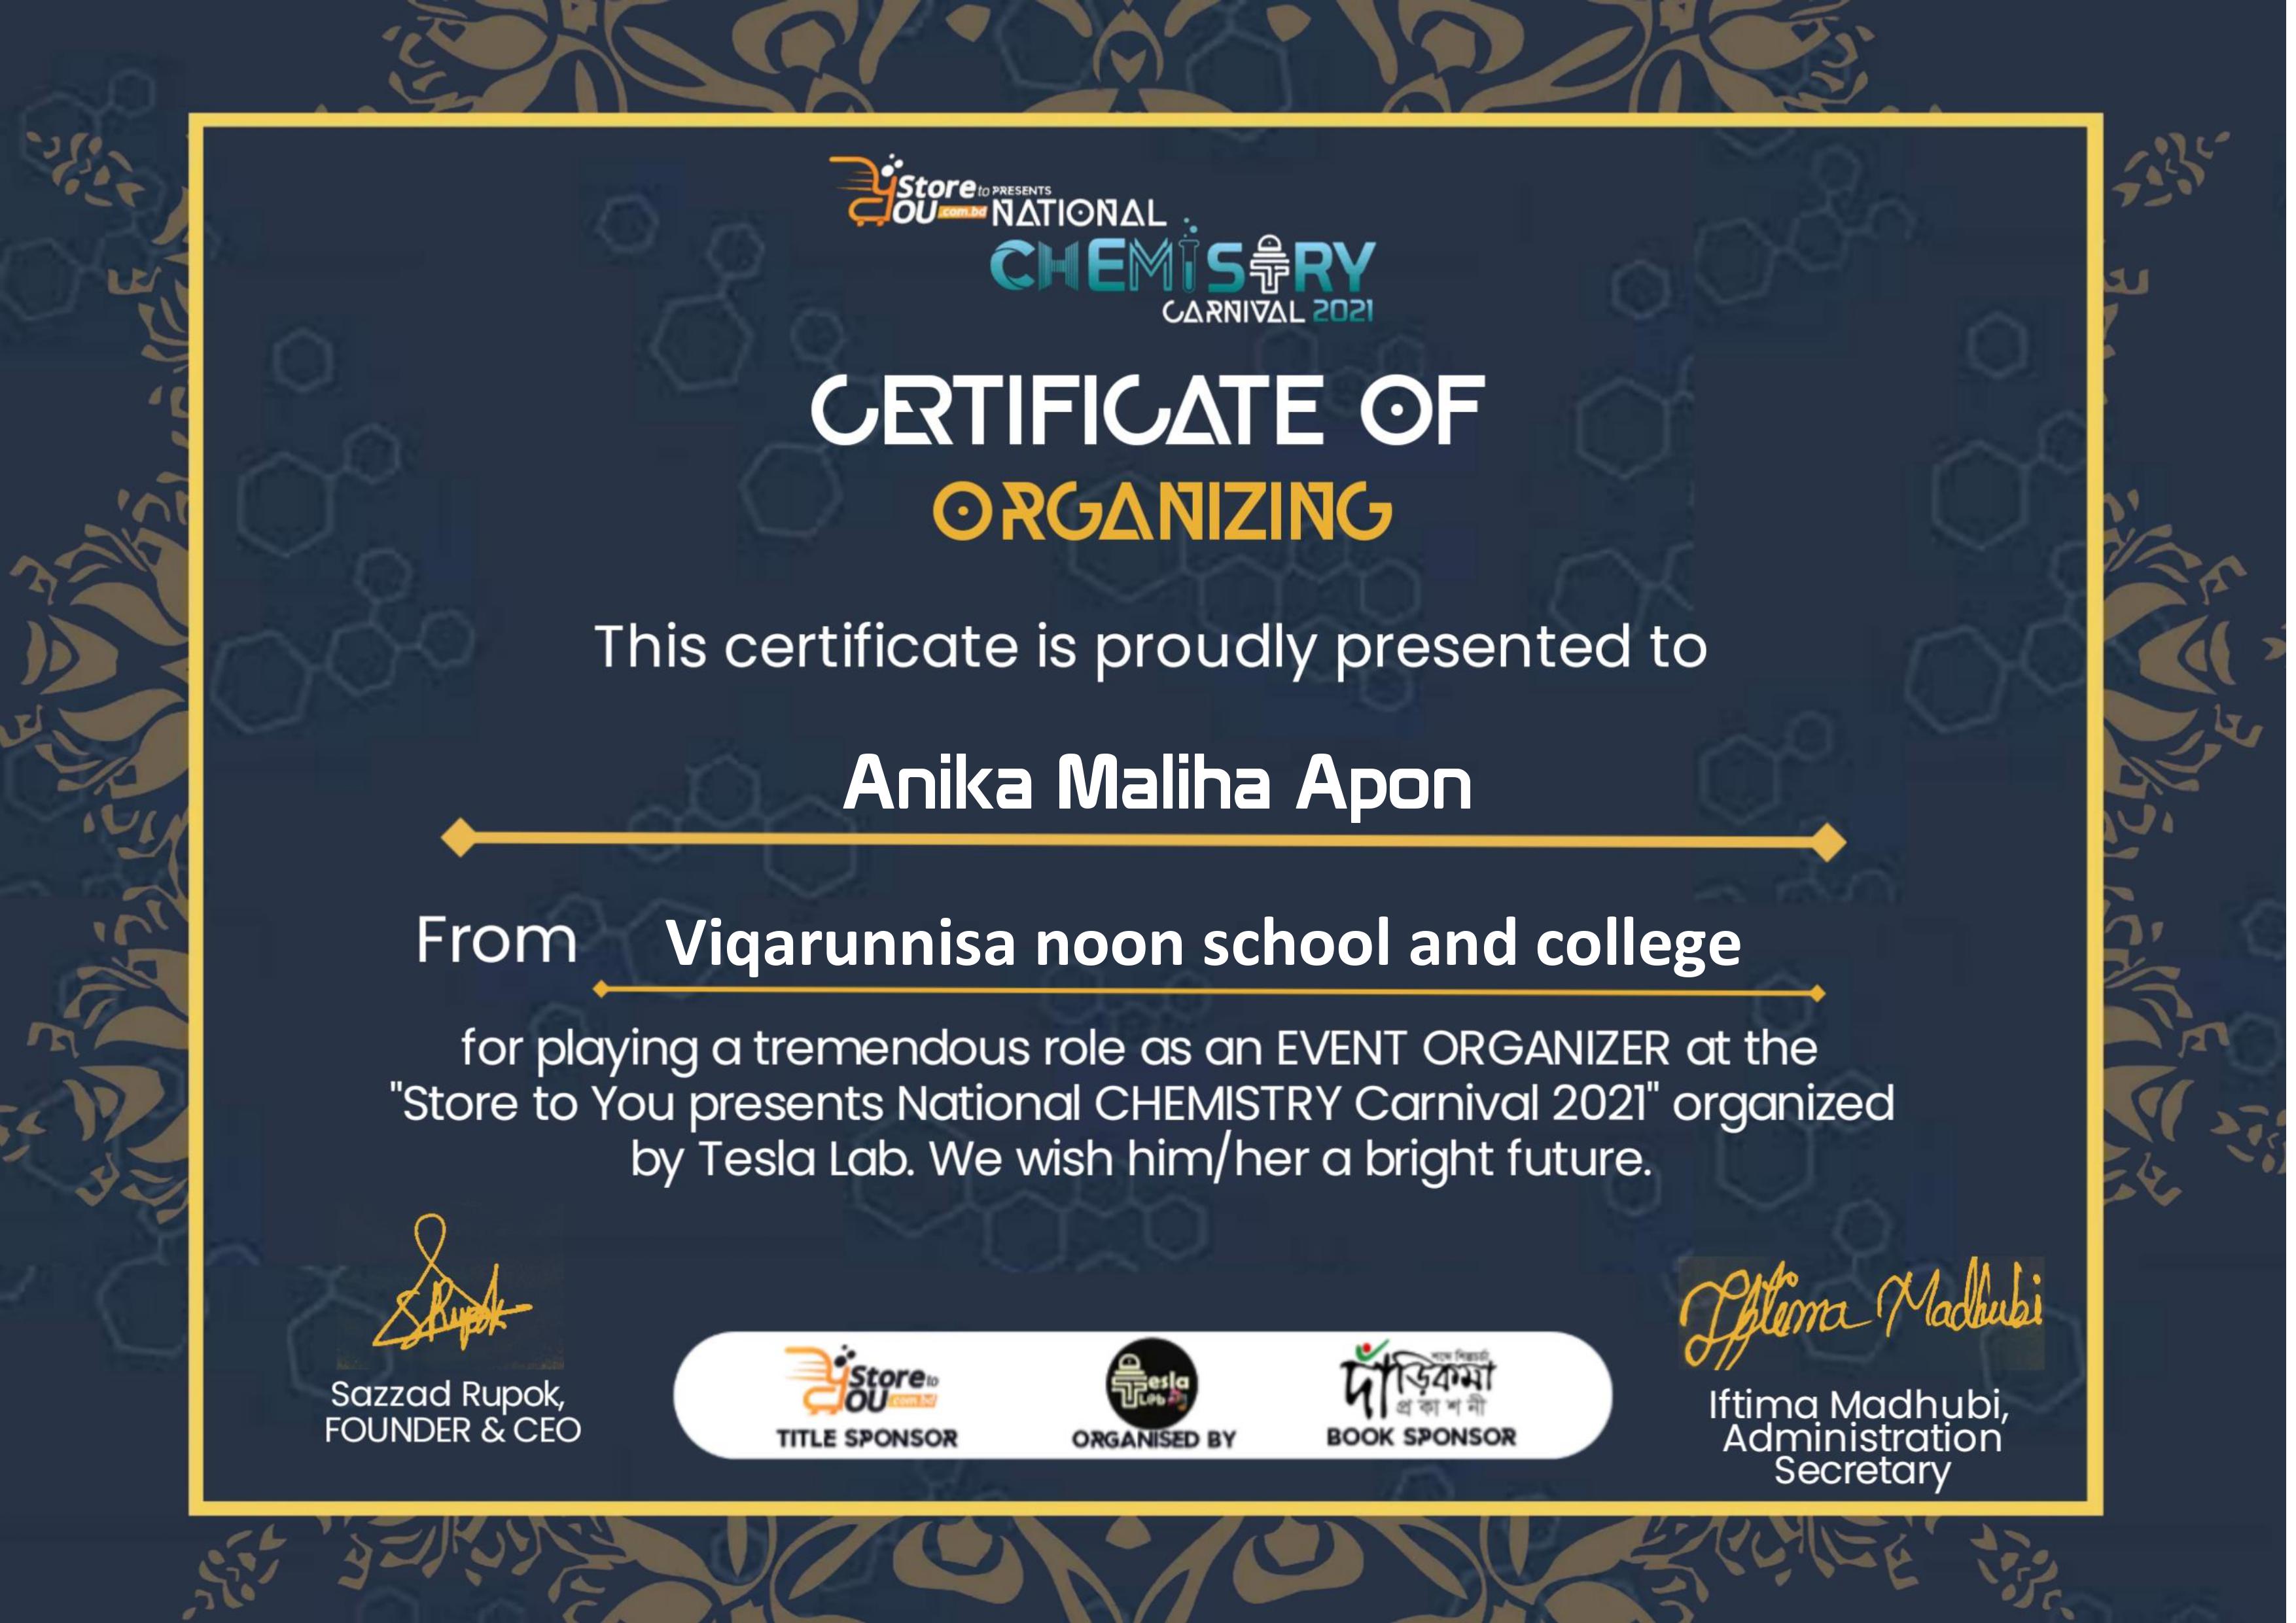 Store to PRESENTS
YOU .com.bd NATIONAL
CHEMISTRY
CARNIVAL 2021
CERTIFICATE OF
ORGANIZING
This certificate is proudly presented to
Anika Maliha Apon
From Viqarunnisa noon school and college
for playing a tremendous role as an EVENT ORGANIZER at the
"Store to You presents National CHEMISTRY Carnival 2021" organized
by Tesla Lab. We wish him/her a bright future.
S Rupok
Iftima Madhubi
Sazzad Rupok,
FOUNDER & CEO
Store to
YOU .com.bd
TITLE SPONSOR
Tesla
Lab
ORGANISED BY
দাঁড়িকমা
প্রকাশনী
BOOK SPONSOR
Iftima Madhubi,
Administration
Secretary